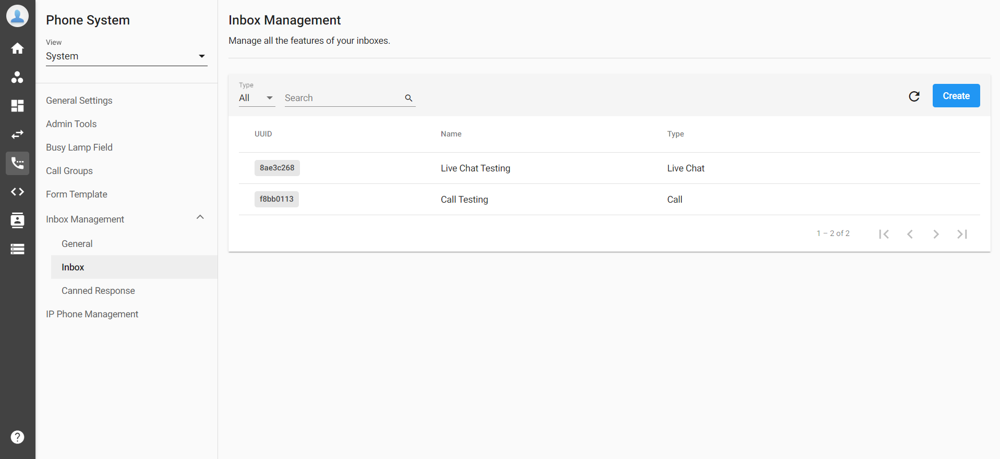 Phone System
View
System
General Settings
Admin Tools
Busy Lamp Field
Call Groups
Form Template
Inbox Management
General
Inbox
Canned Response
IP Phone Management
Inbox Management
Manage all the features of your inboxes.
Type
All
Search
Create
UUID Name Type
8ae3c268 Live Chat Testing Live Chat
f8bb0113 Call Testing Call
1 – 2 of 2